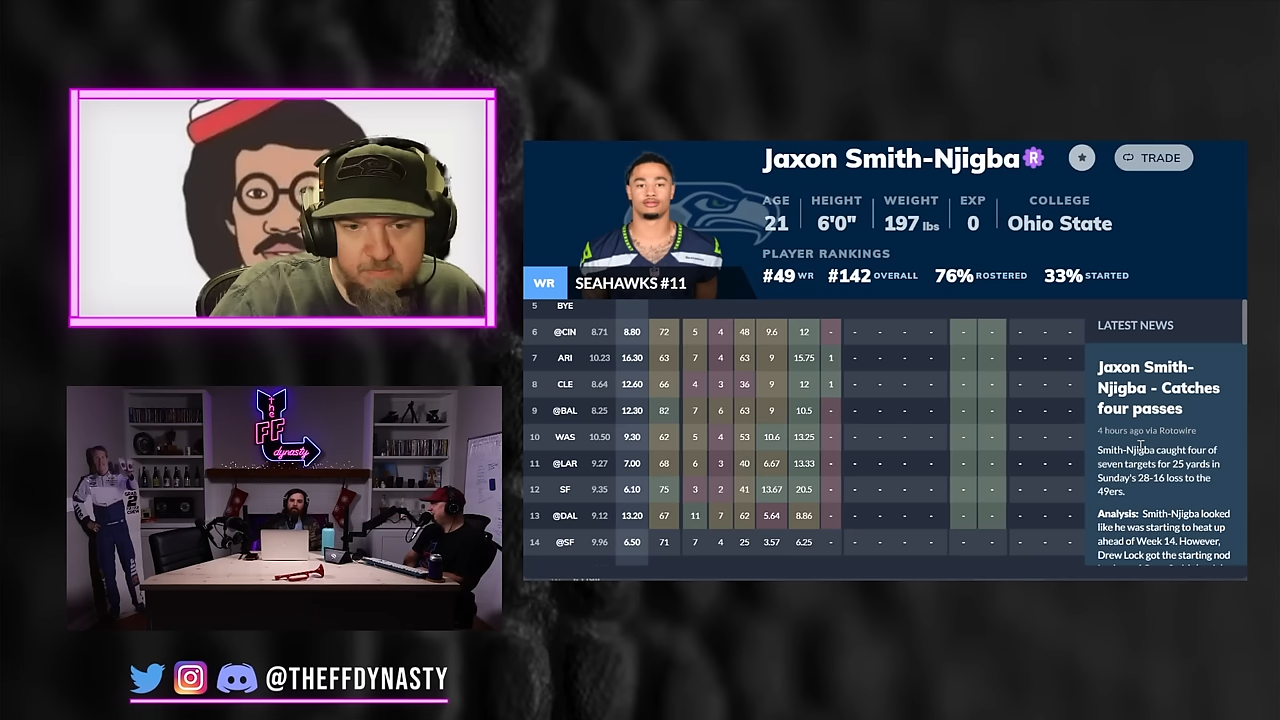 Jaxon Smith-Njigba R
TRADE
AGE HEIGHT WEIGHT EXP COLLEGE
21 6'0" 197 lbs 0 Ohio State
PLAYER RANKINGS
#49 WR #142 OVERALL 76% ROSTERED 33% STARTED
WR SEAHAWKS #11
5 BYE
6 @CIN 8.71 8.80 72 5 4 48 9.6 12 - - - - - - - - - -
7 ARI 10.23 16.30 63 7 4 63 9 15.75 1 - - - - - - - - -
8 CLE 8.64 12.60 66 4 3 36 9 12 1 - - - - - - - - -
9 @BAL 8.25 12.30 82 7 6 63 9 10.5 - - - - - - - - - -
10 WAS 10.50 9.30 62 5 4 53 10.6 13.25 - - - - - - - - - -
11 @LAR 9.27 7.00 68 6 3 40 6.67 13.33 - - - - - - - - - -
12 SF 9.35 6.10 75 3 2 41 13.67 20.5 - - - - - - - - - -
13 @DAL 9.12 13.20 67 11 7 62 5.64 8.86 - - - - - - - - - -
14 @SF 9.96 6.50 71 7 4 25 3.57 6.25 - - - - - - - - - -
LATEST NEWS
Jaxon Smith-
Njigba - Catches
four passes
4 hours ago via Rotowire
Smith-Njigba caught four of
seven targets for 25 yards in
Sunday's 28-16 loss to the
49ers.
Analysis: Smith-Njigba looked
like he was starting to heat up
ahead of Week 14. However,
Drew Lock got the starting nod
the
FF
dynasty
@THEFFDYNASTY